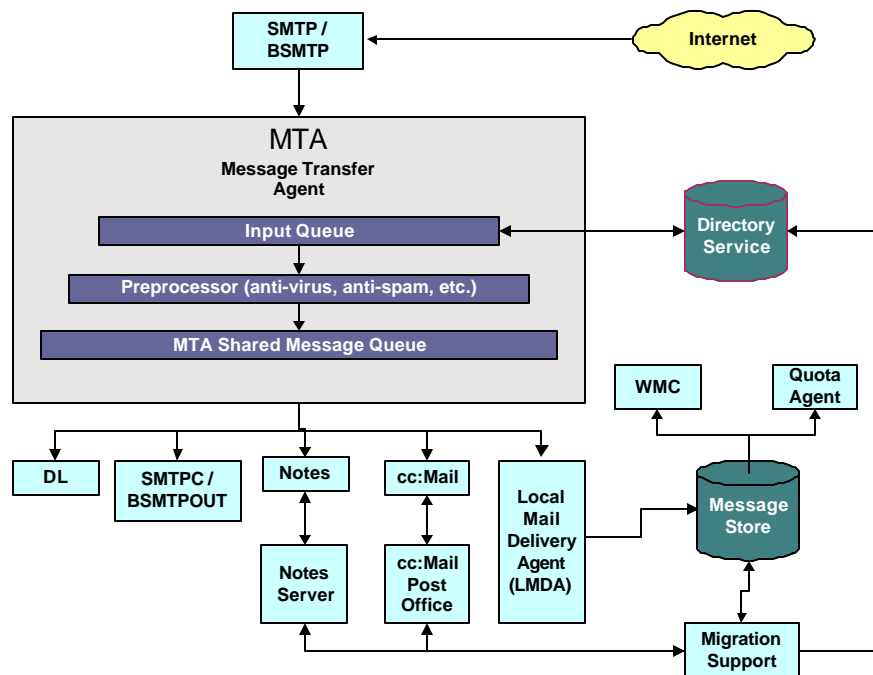 SMTP /
BSMTP
Internet
MTA
Message Transfer
Agent
Input Queue
Directory
Service
Preprocessor (anti-virus, anti-spam, etc.)
MTA Shared Message Queue
WMC
Quota
Agent
DL
SMTPC /
BSMTPOUT
Notes
cc:Mail
Local
Mail
Delivery
Agent
(LMDA)
Message
Store
Notes
Server
cc:Mail
Post
Office
Migration
Support